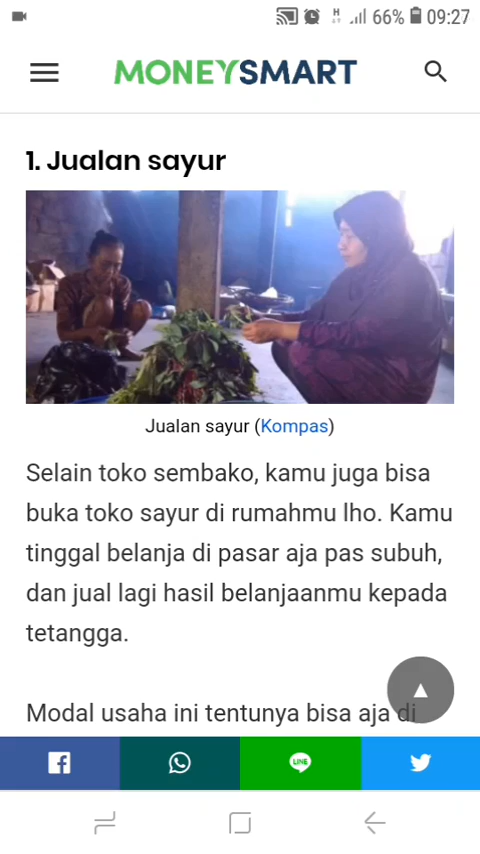 66% 09:27
MONEYSMART
1. Jualan sayur
Jualan sayur (Kompas)
Selain toko sembako, kamu juga bisa
buka toko sayur di rumahmu lho. Kamu
tinggal belanja di pasar aja pas subuh,
dan jual lagi hasil belanjaanmu kepada
tetangga.
Modal usaha ini tentunya bisa aja di
LINE